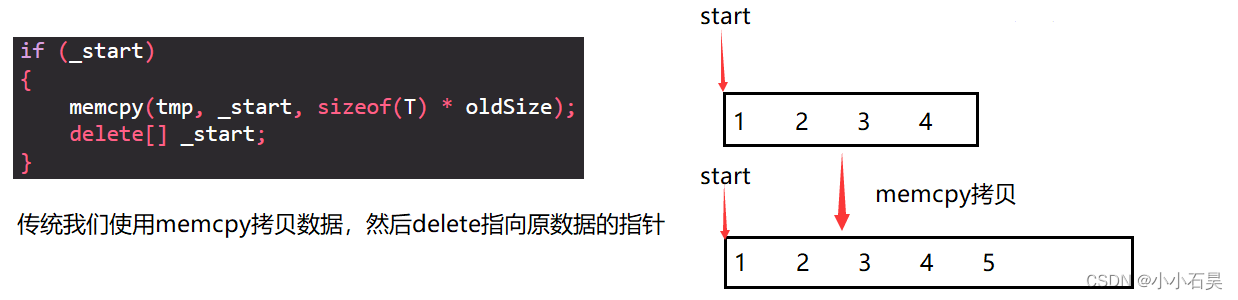 if (_start)
{
memcpy(tmp, _start, sizeof(T) * oldSize);
delete[] _start;
}
传统我们使用memcpy拷贝数据，然后delete指向原数据的指针
start
1 2 3 4
start
memcpy拷贝
1 2 3 4 5
CSDN @小小石昊